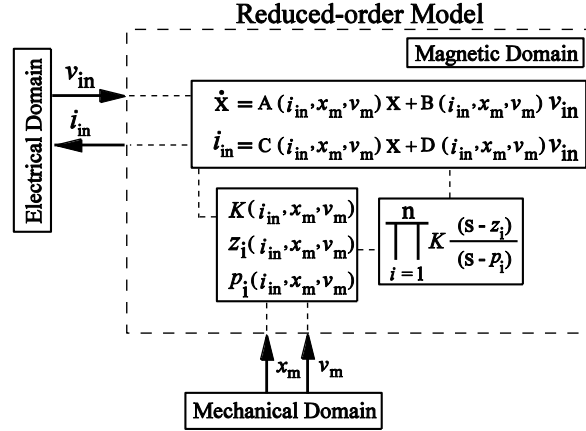 Reduced-order Model
Magnetic Domain
Electrical Domain
v_in
i_in
ẋ = A (i_in, x_m, v_m) X + B (i_in, x_m, v_m) v_in
i_in = C (i_in, x_m, v_m) X + D (i_in, x_m, v_m) v_in
K (i_in, x_m, v_m)
z_i (i_in, x_m, v_m)
p_i (i_in, x_m, v_m)
n
∏ K (s - z_i) / (s - p_i)
i = 1
x_m
v_m
Mechanical Domain